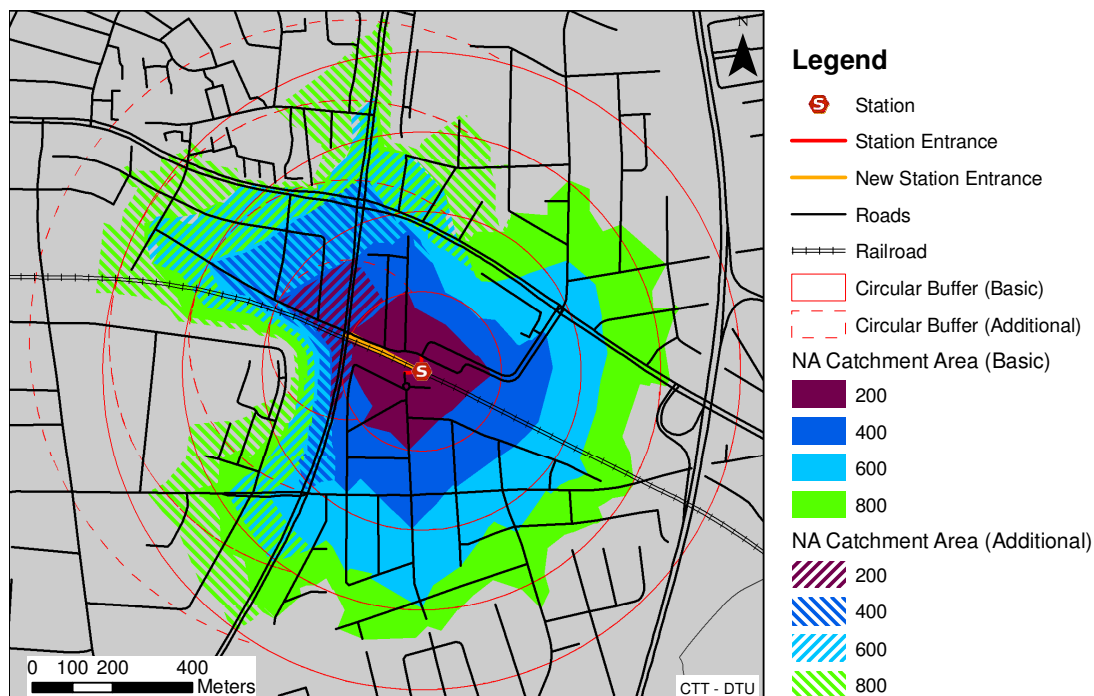 N
S
0 100 200 400
Meters
CTT - DTU
Legend
S Station
Station Entrance
New Station Entrance
Roads
Railroad
Circular Buffer (Basic)
Circular Buffer (Additional)
NA Catchment Area (Basic)
200
400
600
800
NA Catchment Area (Additional)
200
400
600
800